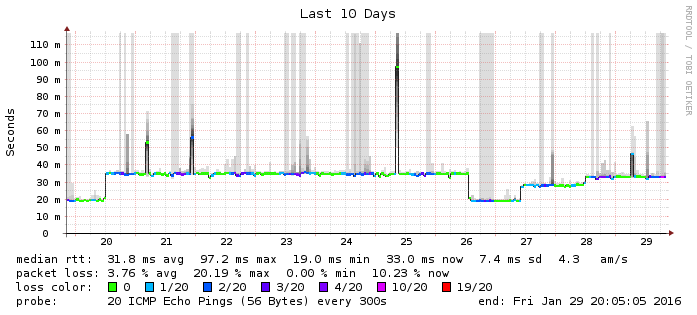 Last 10 Days
RRDTOOL / TOBI OETIKER
Seconds
110 m
100 m
90 m
80 m
70 m
60 m
50 m
40 m
30 m
20 m
10 m
0
20 21 22 23 24 25 26 27 28 29
median rtt: 31.8 ms avg 97.2 ms max 19.0 ms min 33.0 ms now 7.4 ms sd 4.3 am/s
packet loss: 3.76 % avg 20.19 % max 0.00 % min 10.23 % now
loss color: 0 1/20 2/20 3/20 4/20 10/20 19/20
probe: 20 ICMP Echo Pings (56 Bytes) every 300s end: Fri Jan 29 20:05:05 2016